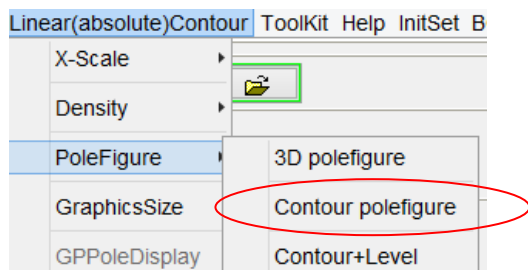 Linear(absolute)Contour ToolKit Help InitSet
X-Scale
Density
PoleFigure
3D polefigure
GraphicsSize
Contour polefigure
GPPoleDisplay
Contour+Level